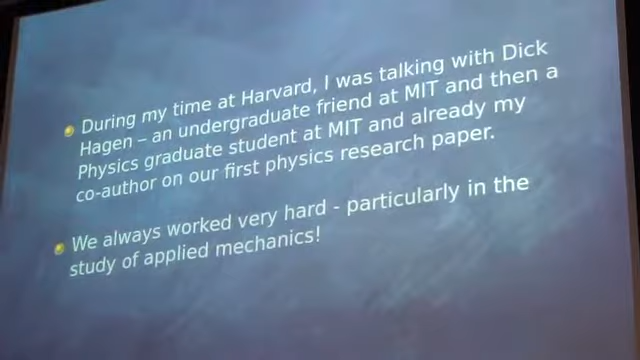 During my time at Harvard, I was talking with Dick
Hagen – an undergraduate friend at MIT and then a
Physics graduate student at MIT and already my
co-author on our first physics research paper.
We always worked very hard - particularly in the
study of applied mechanics!